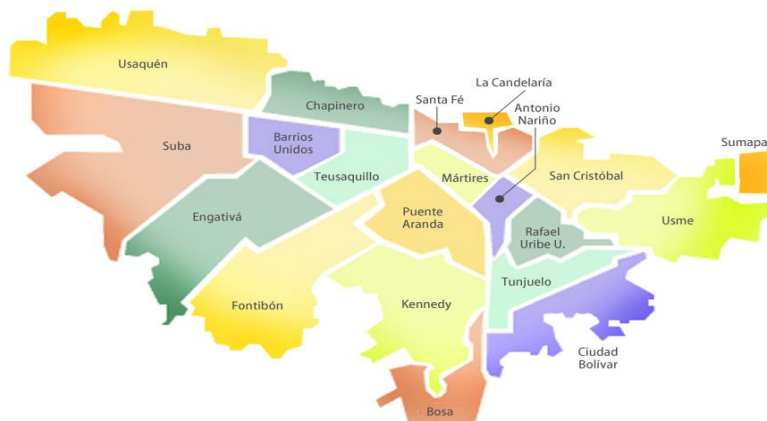 Usaquén
La Candelaría
Santa Fé
Antonio
Nariño
Chapinero
Barrios
Unidos
Suba
Sumapa
Teusaquillo
Mártires
San Cristóbal
Engativá
Puente
Aranda
Rafael
Uribe U.
Usme
Tunjuelo
Fontibón
Kennedy
Ciudad
Bolívar
Bosa